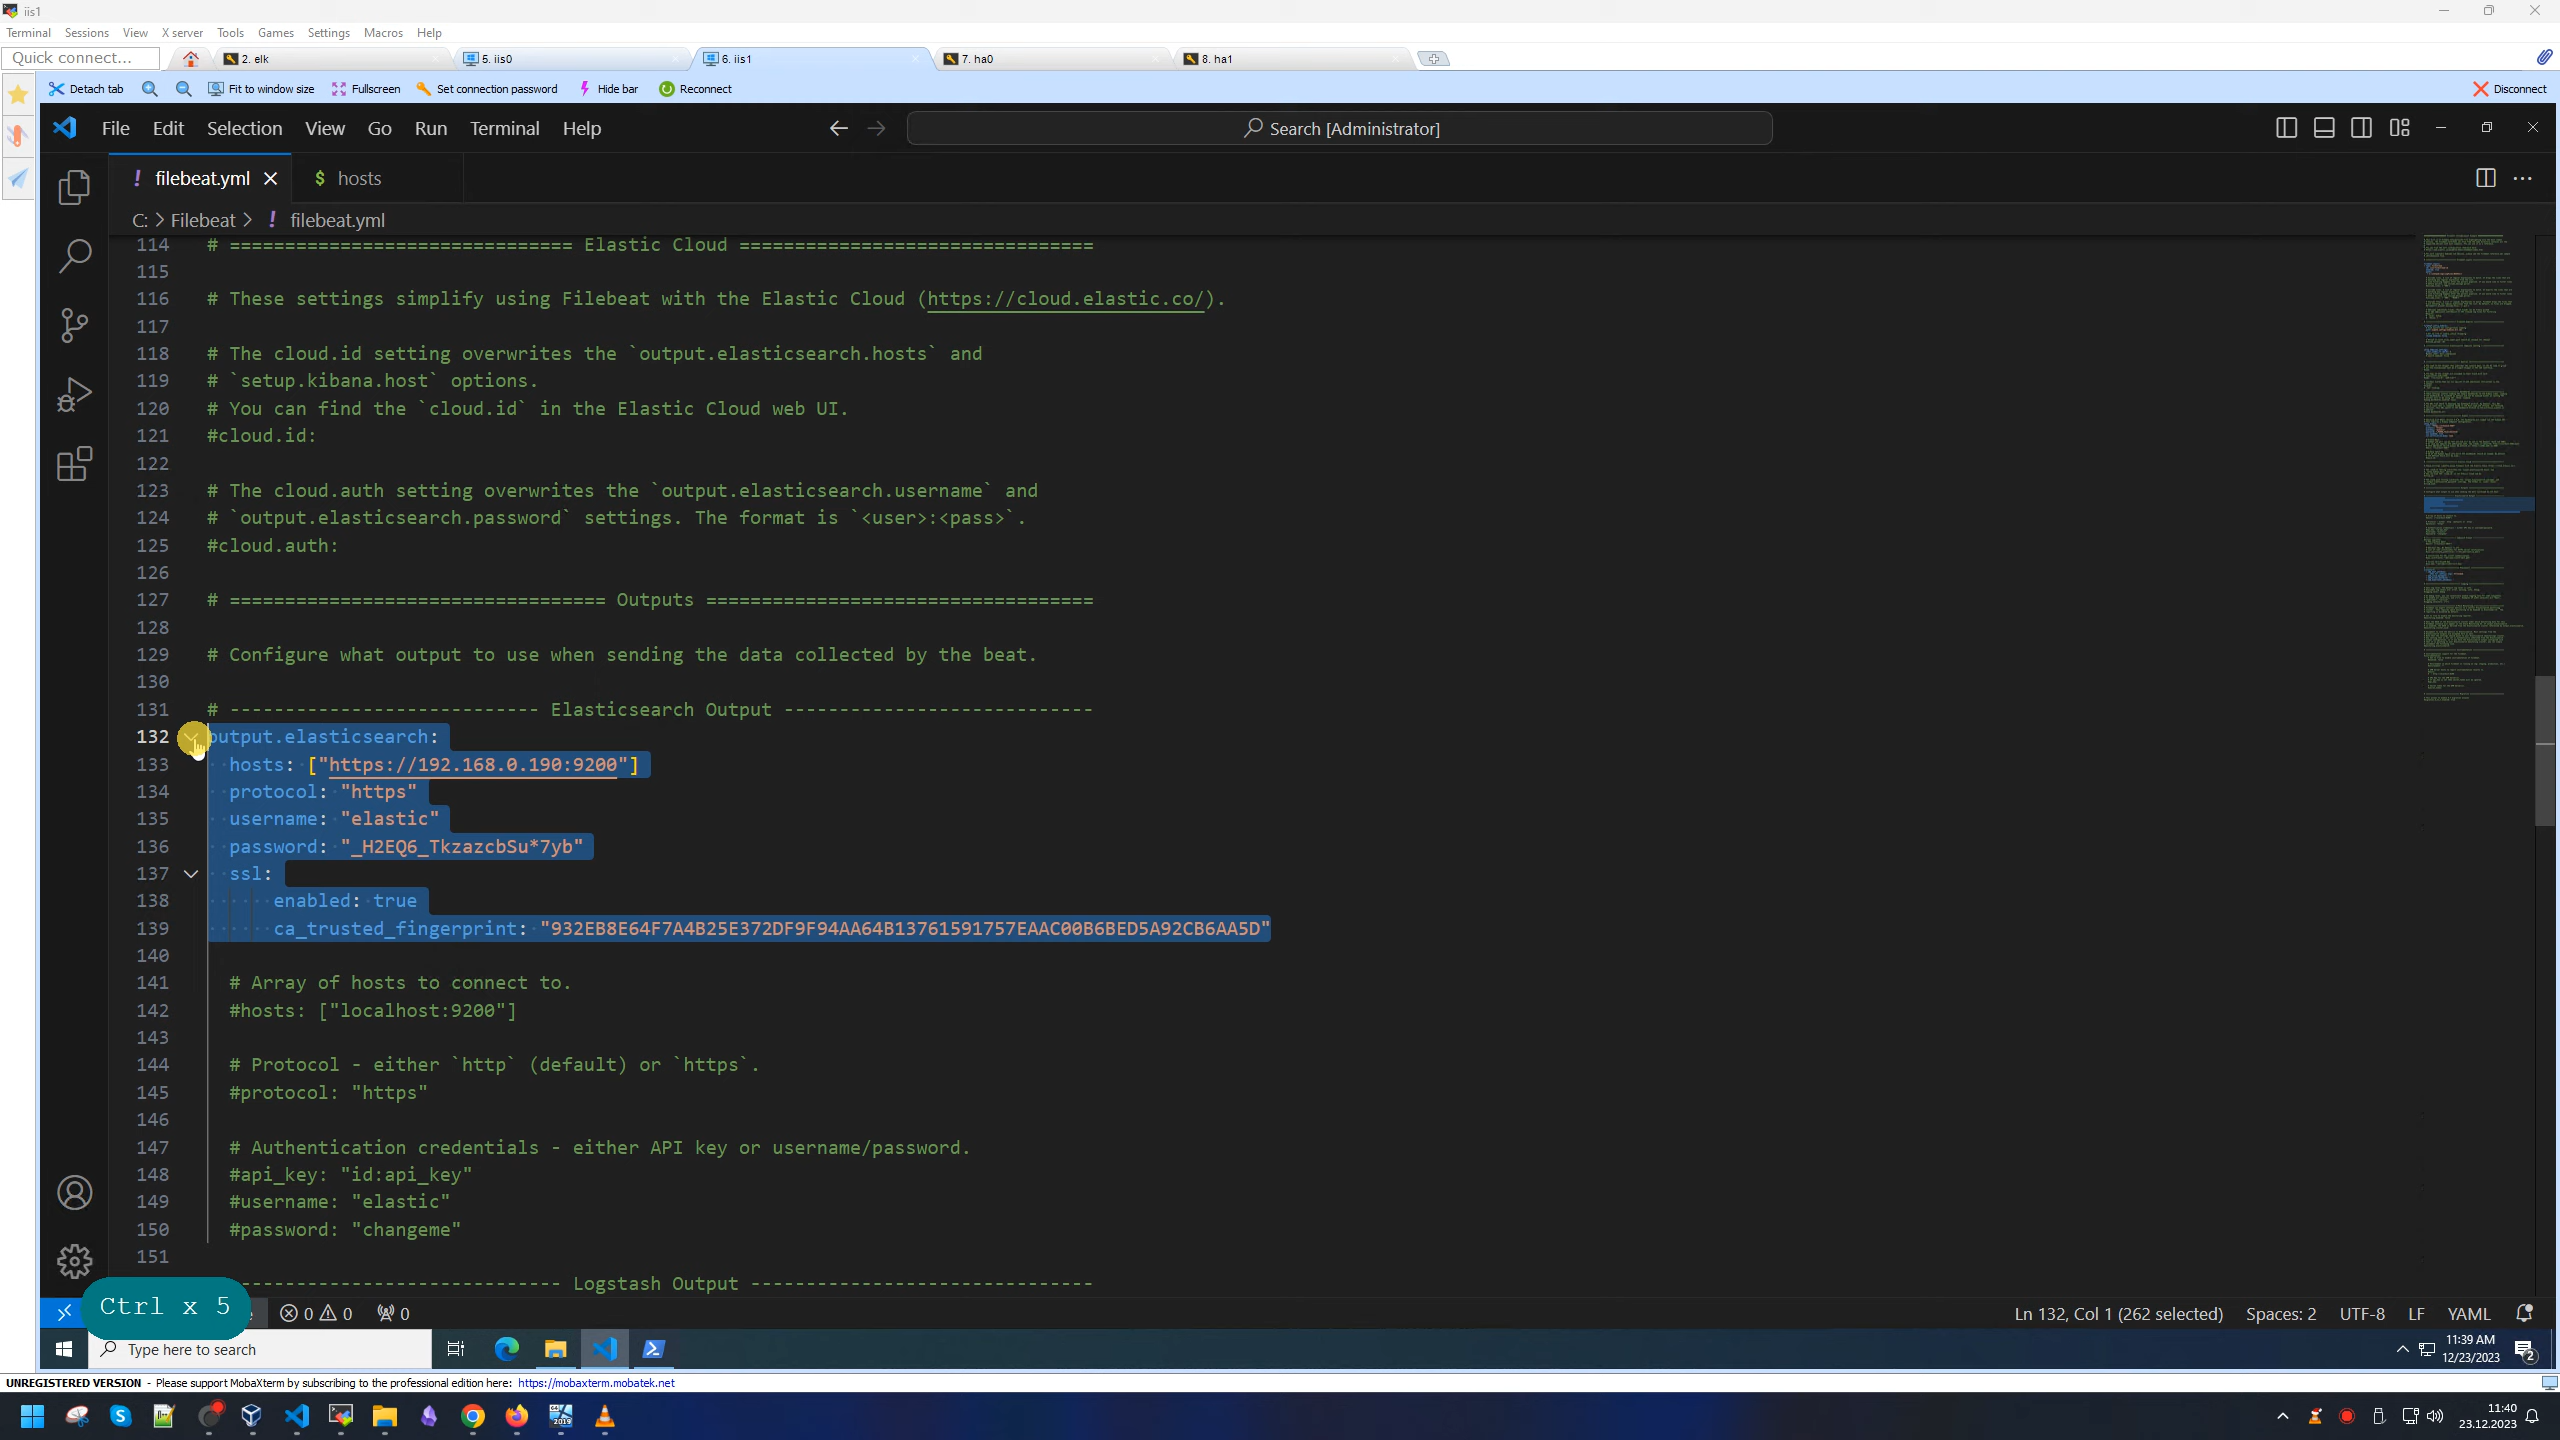 iis1
Terminal Sessions View X server Tools Games Settings Macros Help
Quick connect... 2. elk 5. iis0 6. iis1 7. ha0 8. ha1
Detach tab Fit to window size Fullscreen Set connection password Hide bar Reconnect Disconnect
File Edit Selection View Go Run Terminal Help Search [Administrator]
! filebeat.yml $ hosts
C: > Filebeat > ! filebeat.yml
114 # =============================== Elastic Cloud ================================
115
116 # These settings simplify using Filebeat with the Elastic Cloud (https://cloud.elastic.co/).
117
118 # The cloud.id setting overwrites the `output.elasticsearch.hosts` and
119 # `setup.kibana.host` options.
120 # You can find the `cloud.id` in the Elastic Cloud web UI.
121 #cloud.id:
122
123 # The cloud.auth setting overwrites the `output.elasticsearch.username` and
124 # `output.elasticsearch.password` settings. The format is `<user>:<pass>`.
125 #cloud.auth:
126
127 # ================================== Outputs ===================================
128
129 # Configure what output to use when sending the data collected by the beat.
130
131 # ---------------------------- Elasticsearch Output ----------------------------
132 output.elasticsearch:
133 hosts: ["https://192.168.0.190:9200"]
134 protocol: "https"
135 username: "elastic"
136 password: "_H2EQ6_TkzazcbSu*7yb"
137 ssl:
138 enabled: true
139 ca_trusted_fingerprint: "932EB8E64F7A4B25E372DF9F94AA64B13761591757EAAC00B6BED5A92CB6AA5D"
140
141 # Array of hosts to connect to.
142 #hosts: ["localhost:9200"]
143
144 # Protocol - either `http` (default) or `https`.
145 #protocol: "https"
146
147 # Authentication credentials - either API key or username/password.
148 #api_key: "id:api_key"
149 #username: "elastic"
150 #password: "changeme"
151
----------------------------- Logstash Output -------------------------------
Ctrl x 5 0 0 0 Ln 132, Col 1 (262 selected) Spaces: 2 UTF-8 LF YAML
Type here to search 11:39 AM
12/23/2023 2
UNREGISTERED VERSION - Please support MobaXterm by subscribing to the professional edition here: https://mobaxterm.mobatek.net
11:40
23.12.2023